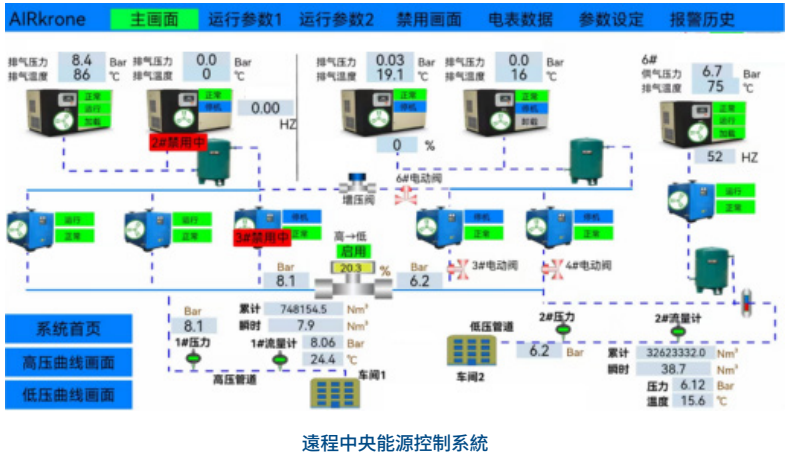 AIRkrone 主画面 运行参数1 运行参数2 禁用画面 电表数据 参数设定 报警历史
排气压力 8.4 Bar 排气压力 0.0 Bar 排气压力 0.03 Bar 排气压力 0.0 Bar 6#
排气温度 86 ℃ 排气温度 0 ℃ 排气温度 19.1 ℃ 排气温度 16 ℃ 供气压力 6.7 Bar
排气温度 75 ℃
正常 正常 正常 正常 正常
运行 停机 0.00 停机 停机 运行
加载 HZ 卸载 加载
2#禁用中 0 % 52 HZ
6#电动阀
增压阀
运行 运行 停机 停机 停机 运行
正常 正常 3#禁用中 正常 高→低 正常 正常 正常
启用
Bar 20.3 % Bar 3#电动阀 4#电动阀
8.1 6.2
Bar 累计 748154.5 Nm³
系统首页 8.1 瞬时 7.9 Nm³ 低压管道 2#压力 2#流量计
1#压力 1#流量计 8.06 Bar 6.2 Bar 累计 32623332.0 Nm³
高压曲线画面 24.4 ℃ 瞬时 38.7 Nm³
高压管道 车间1 车间2 压力 6.12 Bar
低压曲线画面 温度 15.6 ℃
遠程中央能源控制系統